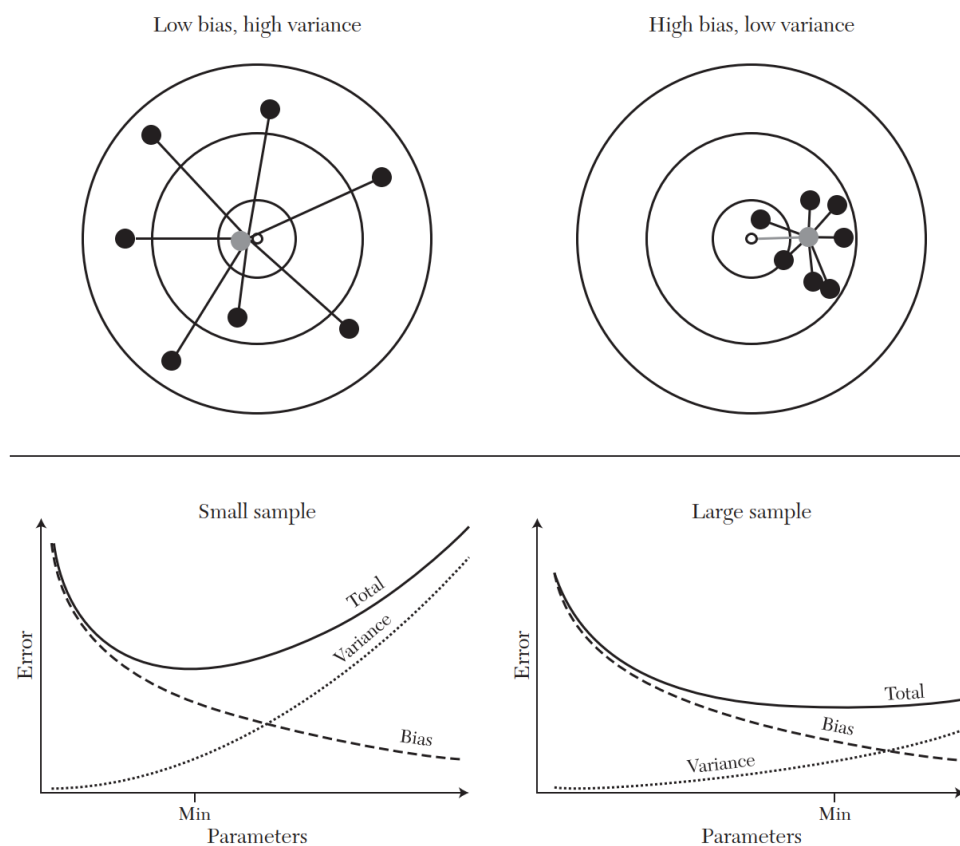 Low bias, high variance
High bias, low variance
Small sample
Error
Total
Variance
Bias
Min
Parameters
Large sample
Error
Total
Bias
Variance
Min
Parameters